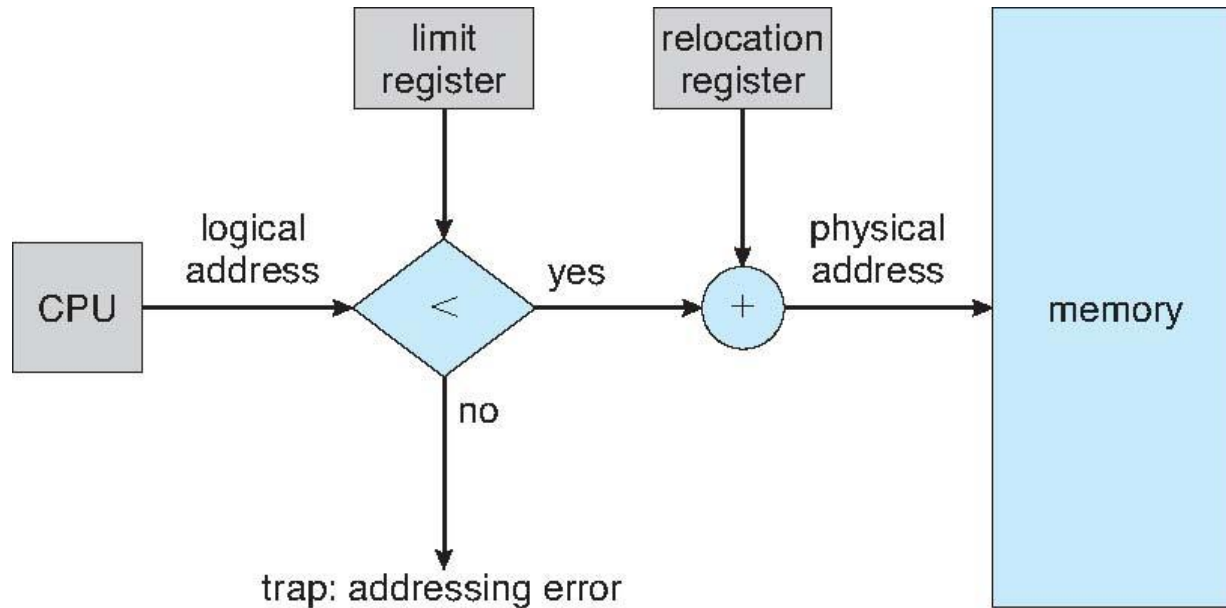 limit
register
relocation
register
logical
address
physical
address
CPU
<
yes
+
memory
no
trap: addressing error